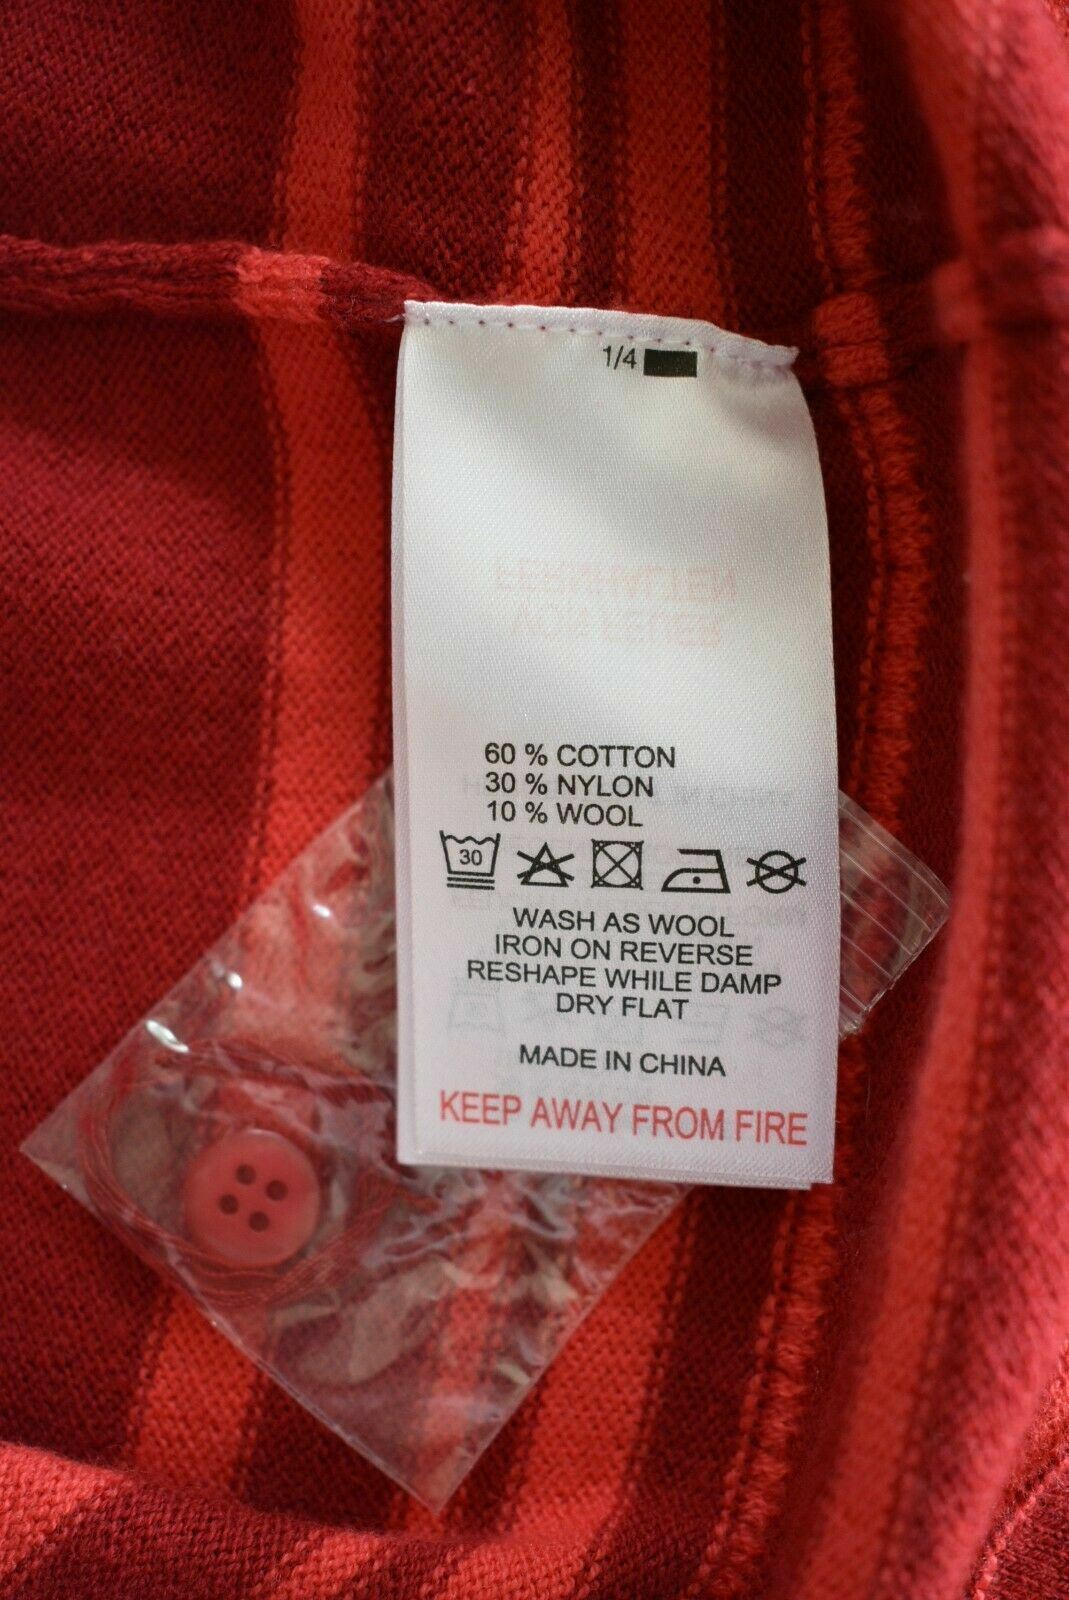 1/4
60 % COTTON
30 % NYLON
10 % WOOL
30
WASH AS WOOL
IRON ON REVERSE
RESHAPE WHILE DAMP
DRY FLAT
MADE IN CHINA
KEEP AWAY FROM FIRE